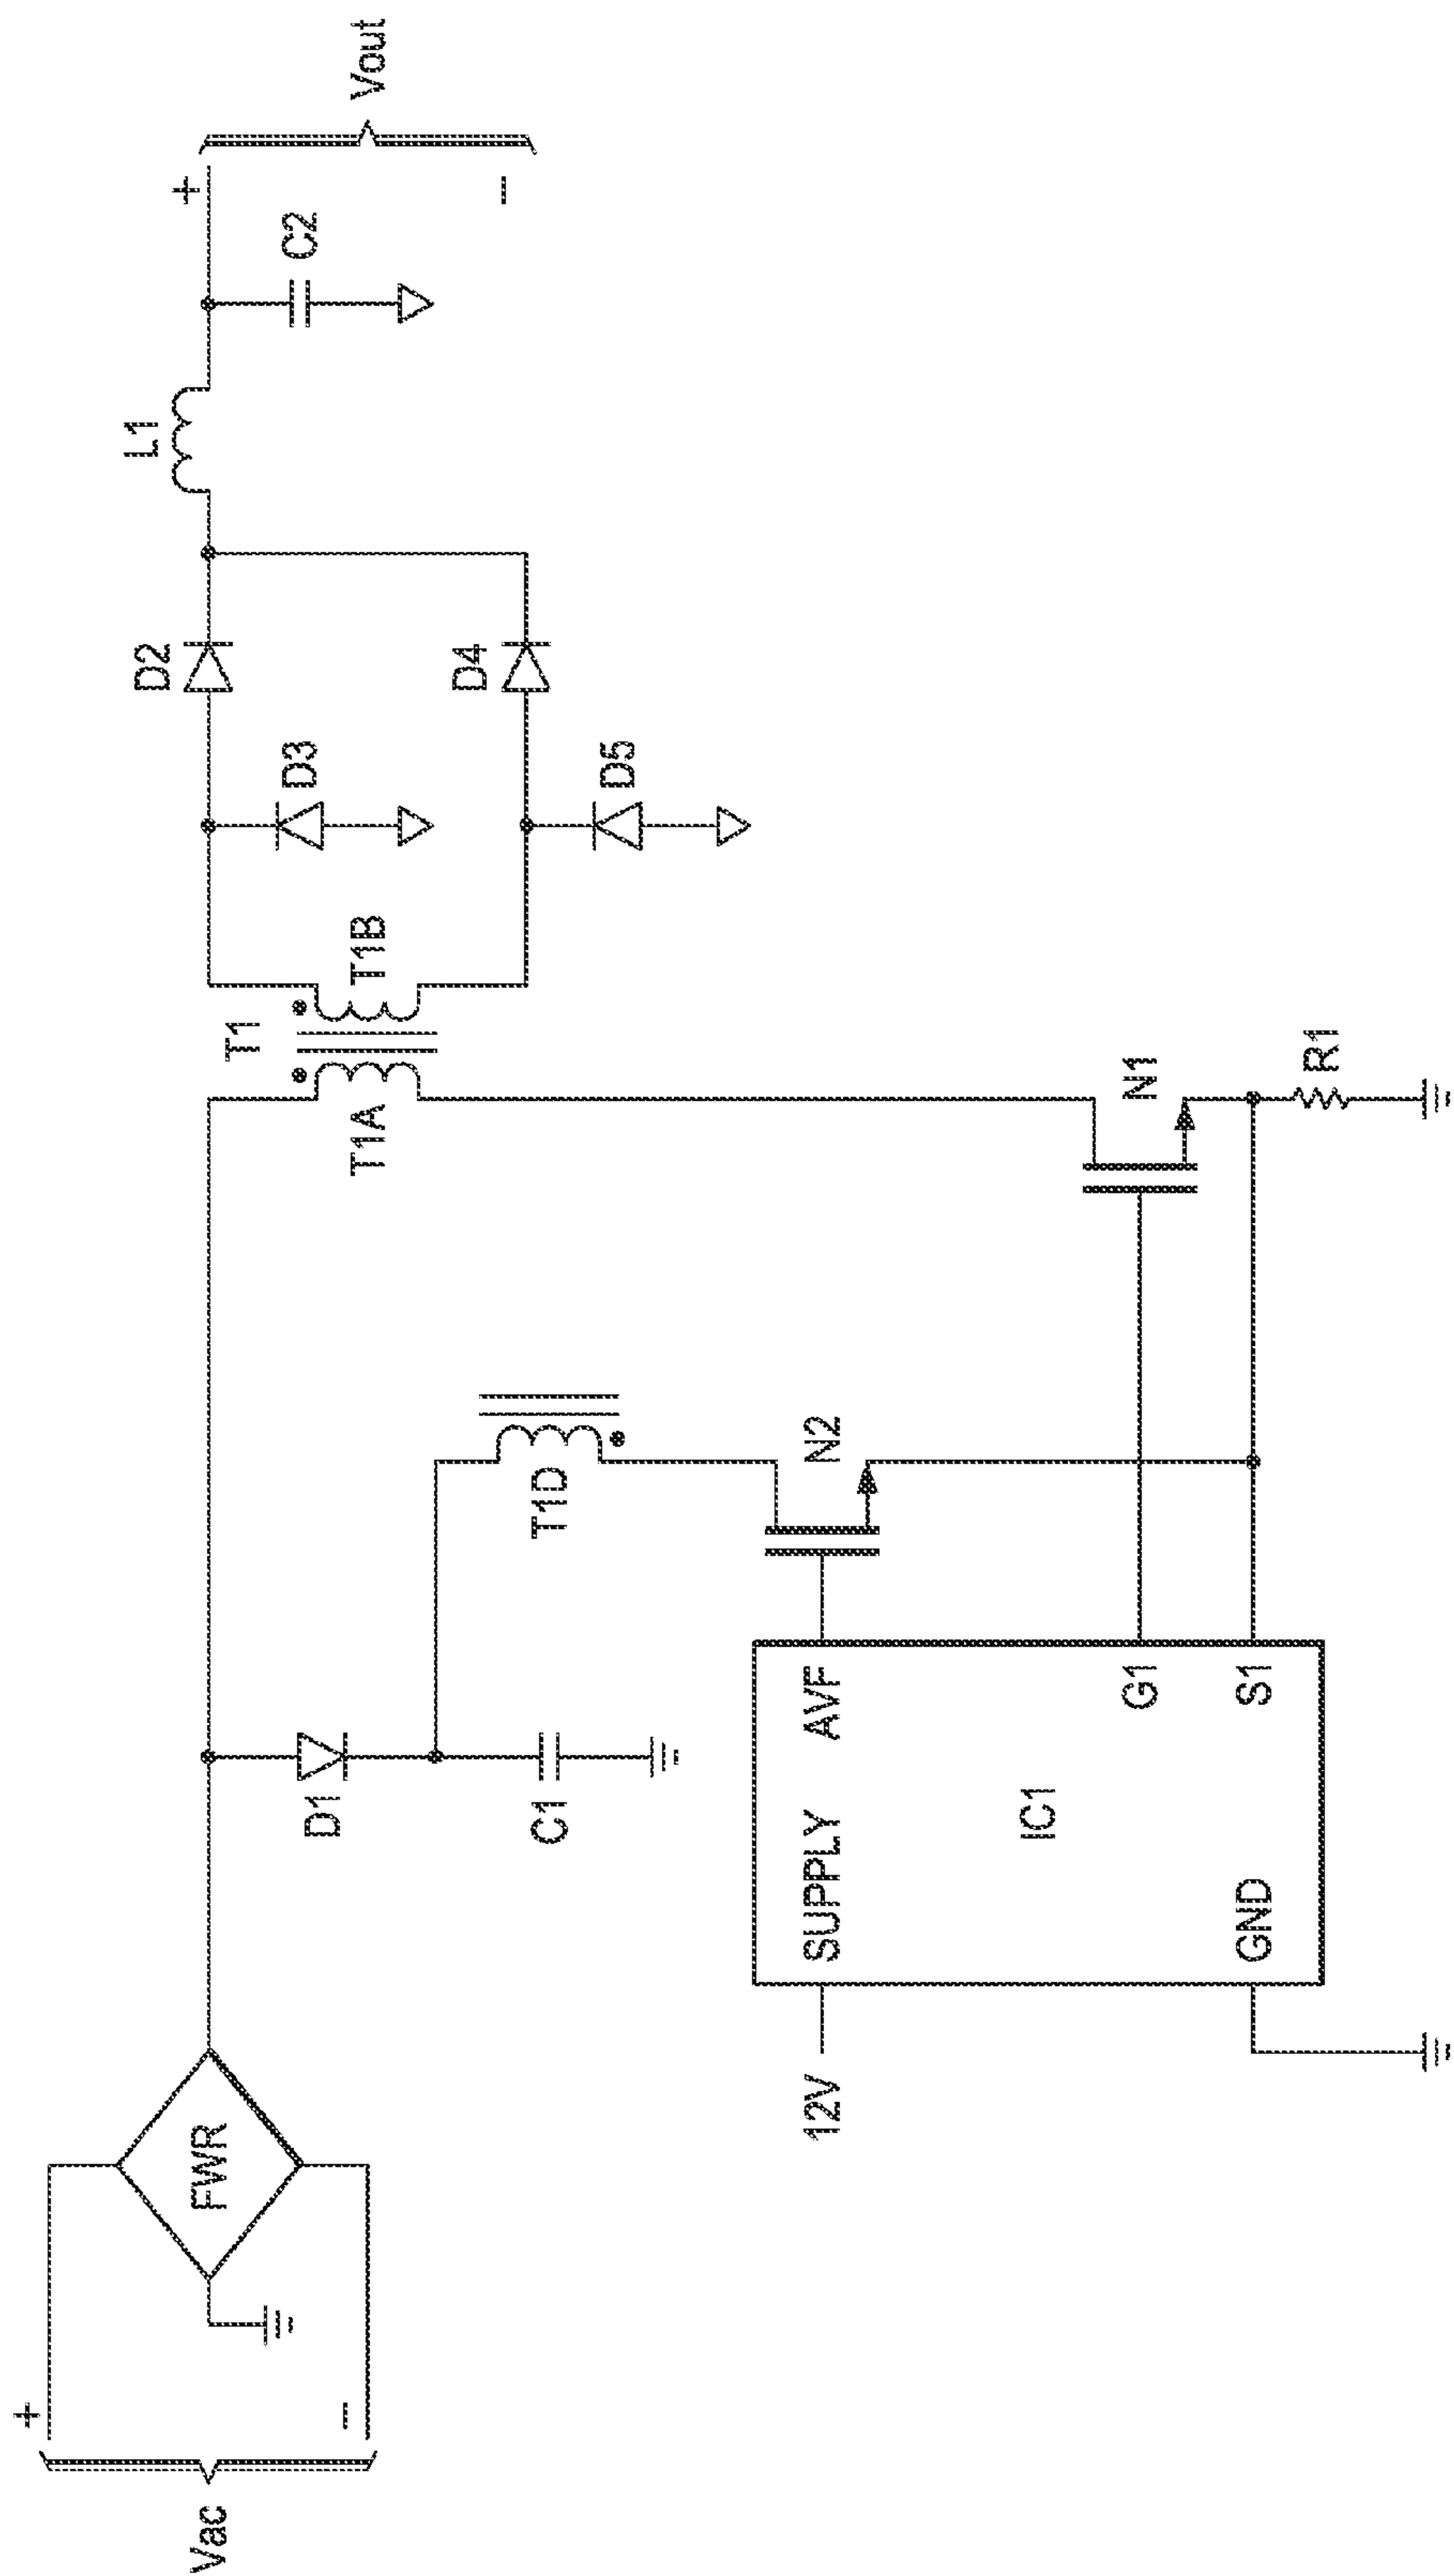 Vac
+
−
FWR
D1
C1
12V
SUPPLY
AVF
IC1
G1
GND
S1
T1D
N2
T1
T1A
T1B
N1
R1
D2
D3
D4
D5
L1
C2
+
−
Vout